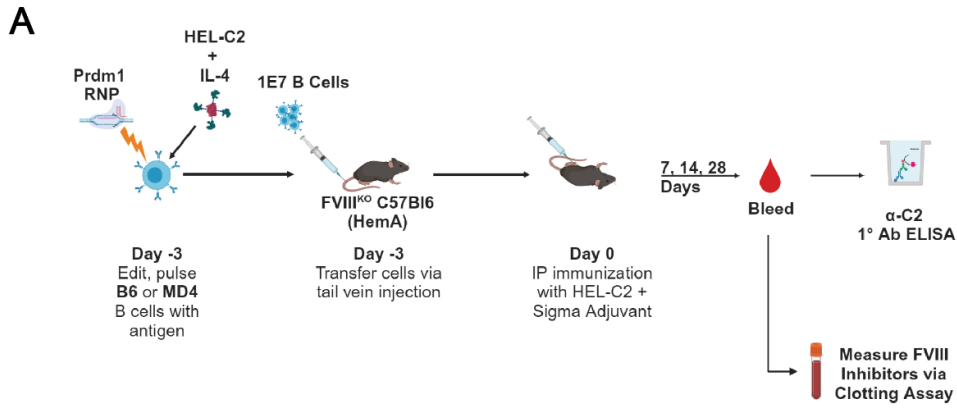 A
HEL-C2
+
IL-4
Prdm1
RNP
1E7 B Cells
FVIIIᴷᴼ C57Bl6
(HemA)
7, 14, 28
Days
Bleed
α-C2
1° Ab ELISA
Day -3
Edit, pulse
B6 or MD4
B cells with
antigen
Day -3
Transfer cells via
tail vein injection
Day 0
IP immunization
with HEL-C2 +
Sigma Adjuvant
Measure FVIII
Inhibitors via
Clotting Assay